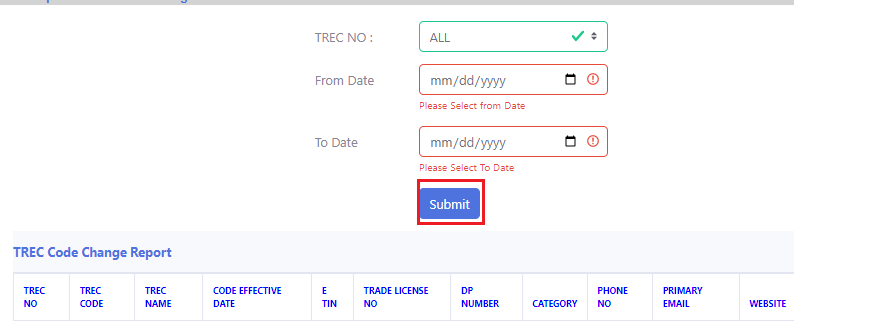 TREC NO :
ALL
From Date
mm/dd/yyyy
Please Select from Date
To Date
mm/dd/yyyy
Please Select To Date
Submit
TREC Code Change Report
TREC NO
TREC CODE
TREC NAME
CODE EFFECTIVE DATE
E TIN
TRADE LICENSE NO
DP NUMBER
CATEGORY
PHONE NO
PRIMARY EMAIL
WEBSITE